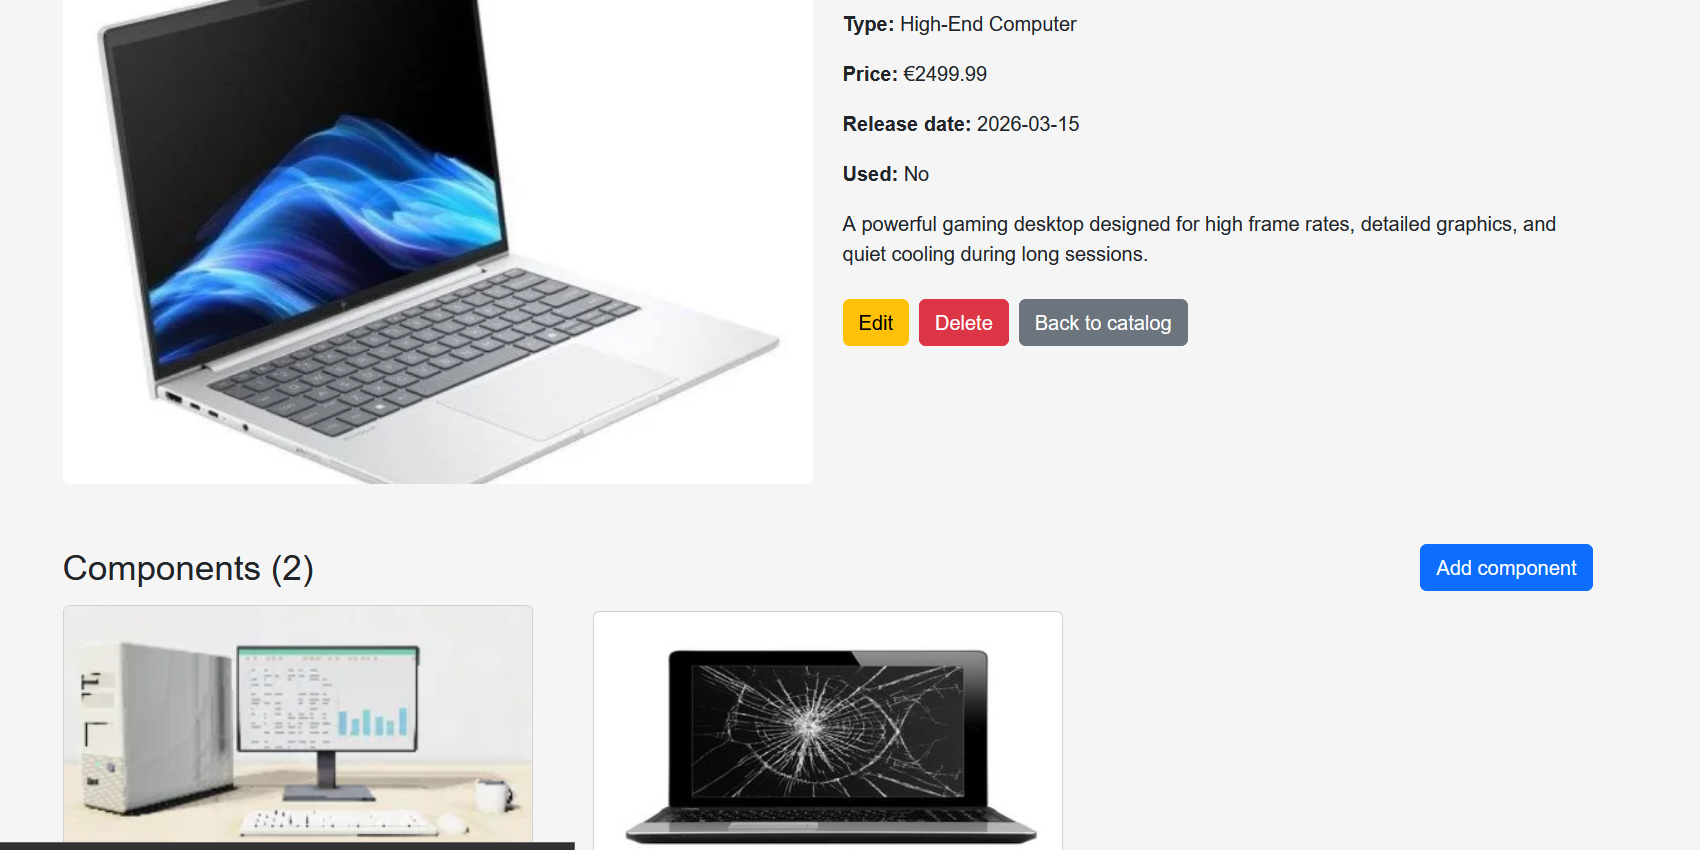 Type: High-End Computer
Price: €2499.99
Release date: 2026-03-15
Used: No
A powerful gaming desktop designed for high frame rates, detailed graphics, and
quiet cooling during long sessions.
Edit
Delete
Back to catalog
Components (2)
Add component